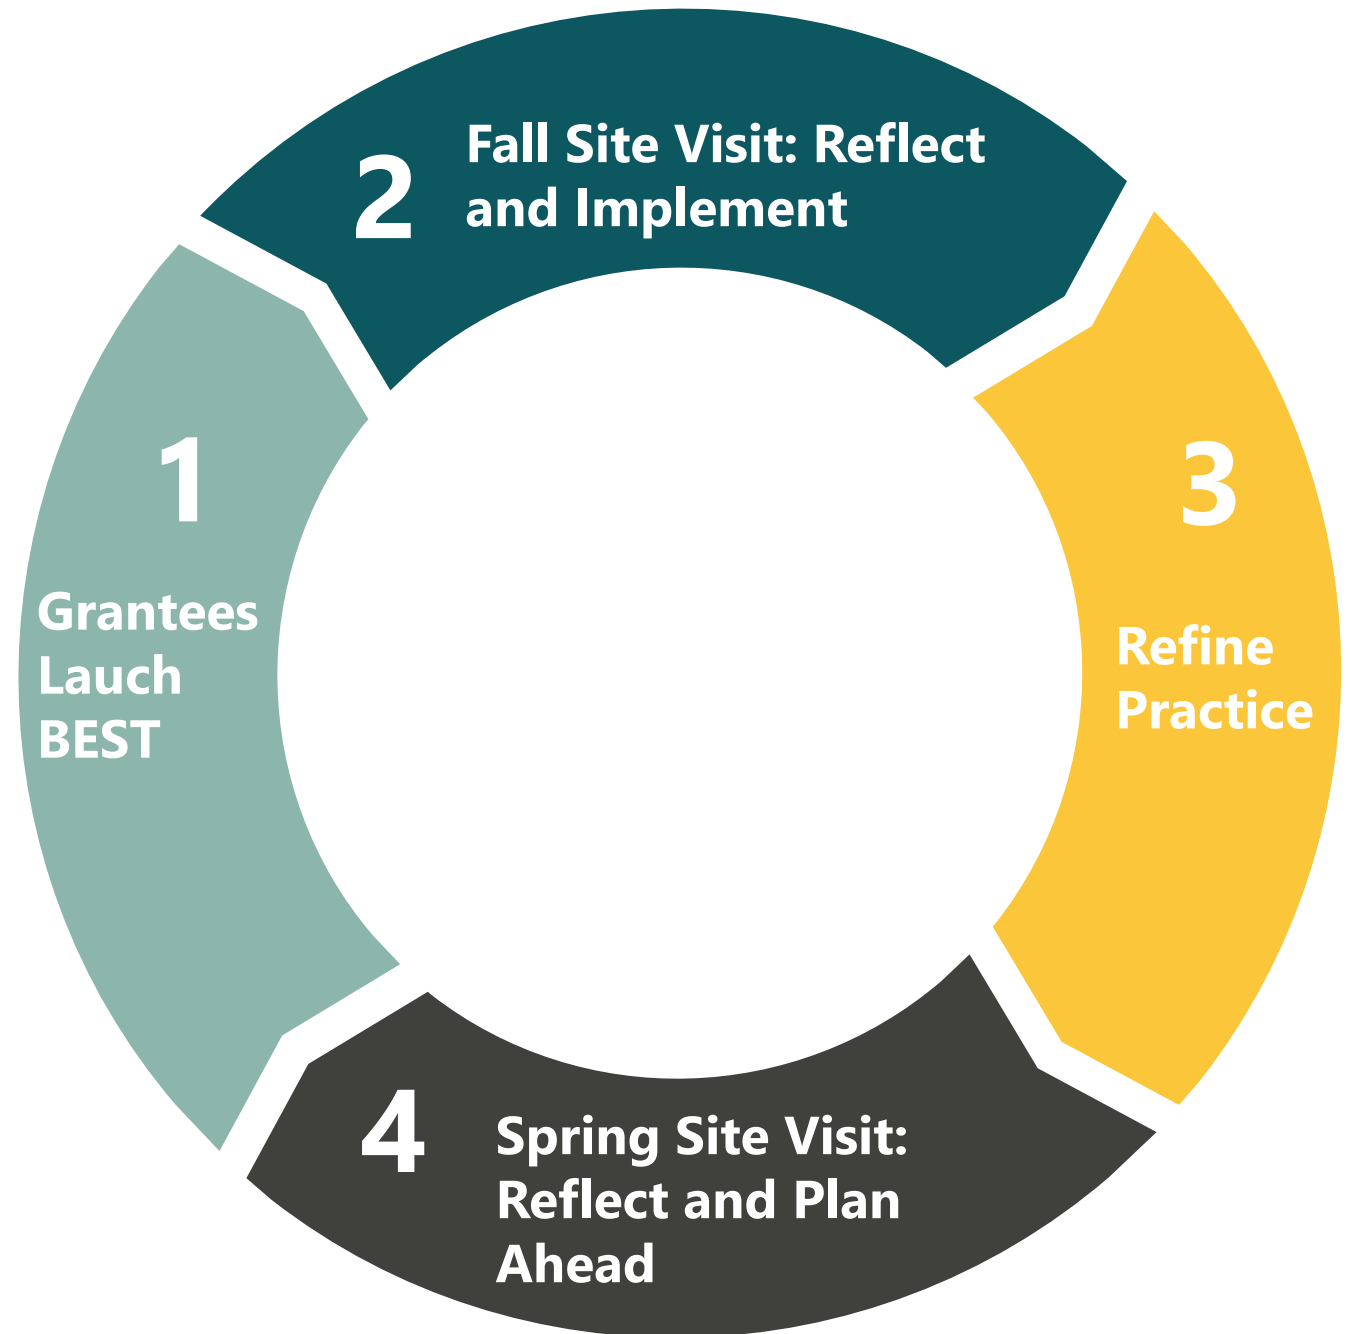 1
Grantees
Lauch
BEST
2
Fall Site Visit: Reflect
and Implement
3
Refine
Practice
4
Spring Site Visit:
Reflect and Plan
Ahead